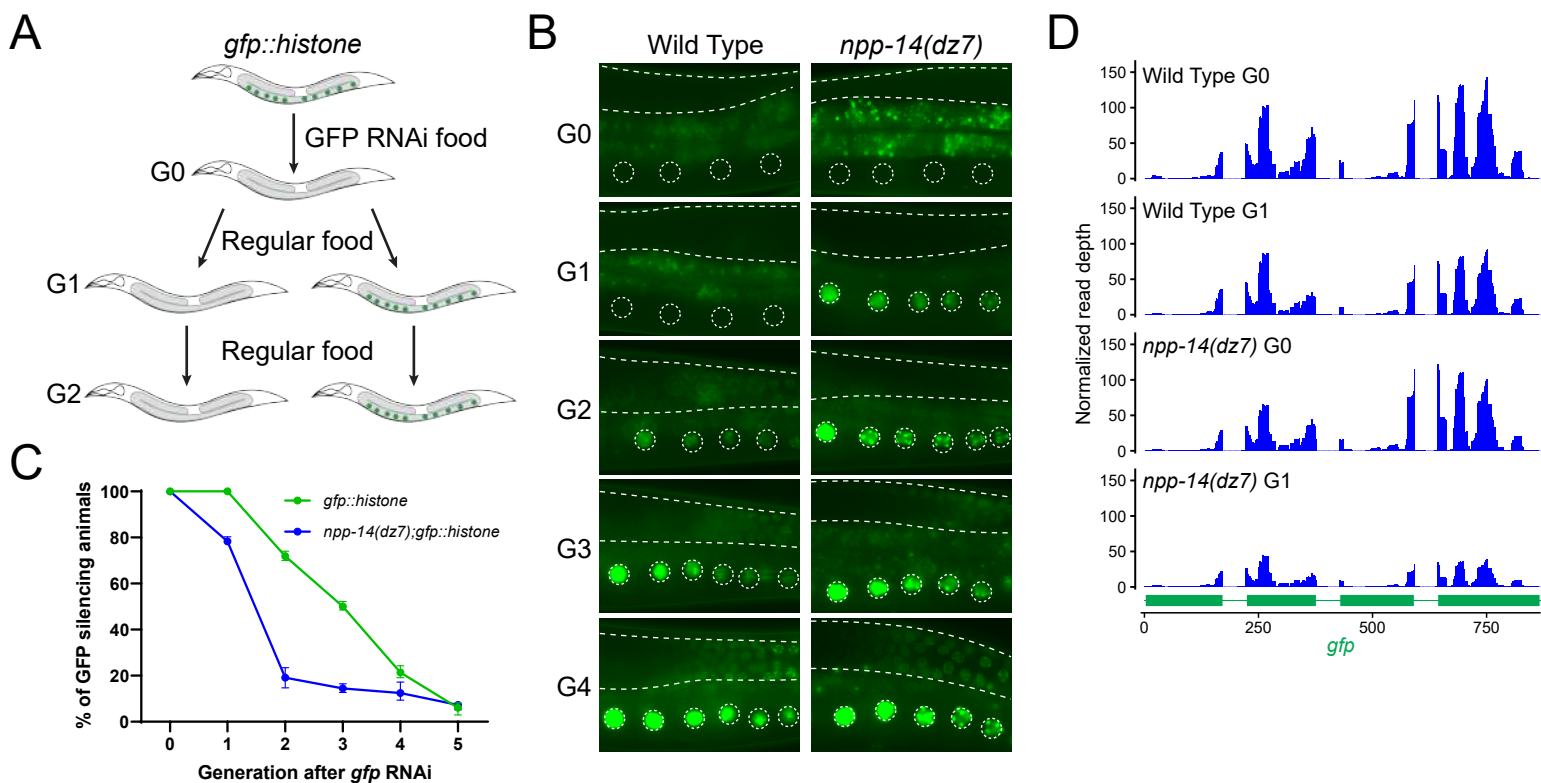 A
gfp::histone
GFP RNAi food
G0
Regular food
G1
Regular food
G2
B
Wild Type
npp-14(dz7)
G0
G1
G2
G3
G4
C
% of GFP silencing animals
100
80
60
40
20
0
gfp::histone
npp-14(dz7);gfp::histone
0 1 2 3 4 5
Generation after gfp RNAi
D
Normalized read depth
150
100
50
0
Wild Type G0
150
100
50
0
Wild Type G1
150
100
50
0
npp-14(dz7) G0
150
100
50
0
npp-14(dz7) G1
0 250 500 750
gfp